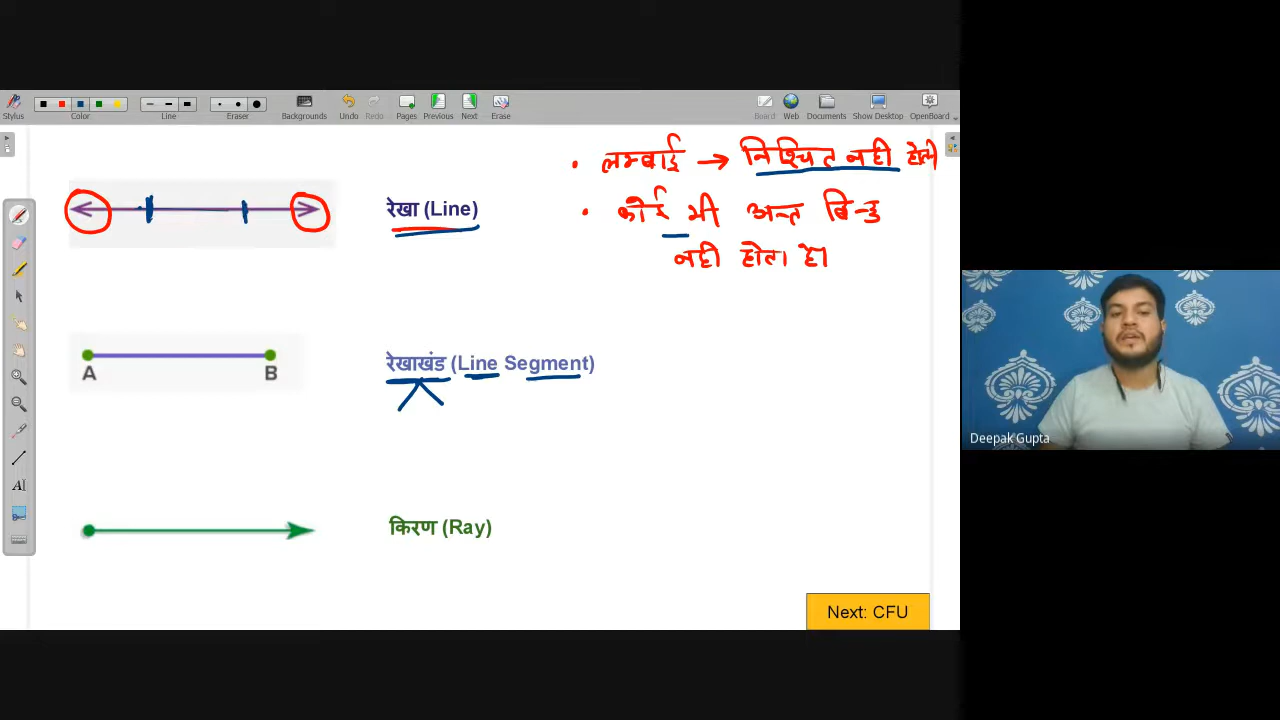 Stylus
Color
Line
Eraser
Backgrounds
Undo
Redo
Pages
Previous
Next
Erase
Board
Web
Documents
Show Desktop
OpenBoard
• लम्बाई → निश्चित नही होती
रेखा (Line)
• कोई भी अन्त बिन्दु
नही होता है।
A
B
रेखाखंड (Line Segment)
Deepak Gupta
किरण (Ray)
Next: CFU